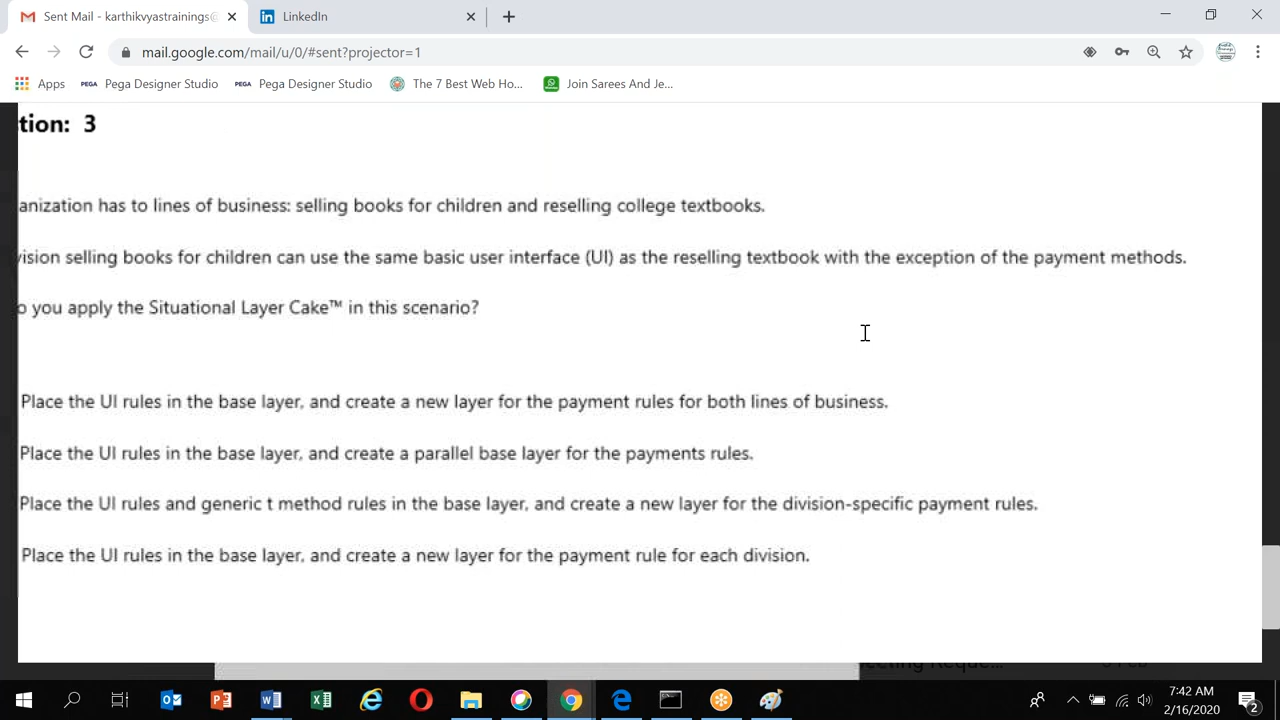 Sent Mail - karthikvyastrainings@
LinkedIn
mail.google.com/mail/u/0/#sent?projector=1
Apps
PEGA Pega Designer Studio
PEGA Pega Designer Studio
The 7 Best Web Ho...
Join Sarees And Je...
tion: 3
anization has to lines of business: selling books for children and reselling college textbooks.
vision selling books for children can use the same basic user interface (UI) as the reselling textbook with the exception of the payment methods.
o you apply the Situational Layer Cake™ in this scenario?
Place the UI rules in the base layer, and create a new layer for the payment rules for both lines of business.
Place the UI rules in the base layer, and create a parallel base layer for the payments rules.
Place the UI rules and generic t method rules in the base layer, and create a new layer for the division-specific payment rules.
Place the UI rules in the base layer, and create a new layer for the payment rule for each division.
7:42 AM
2/16/2020
2